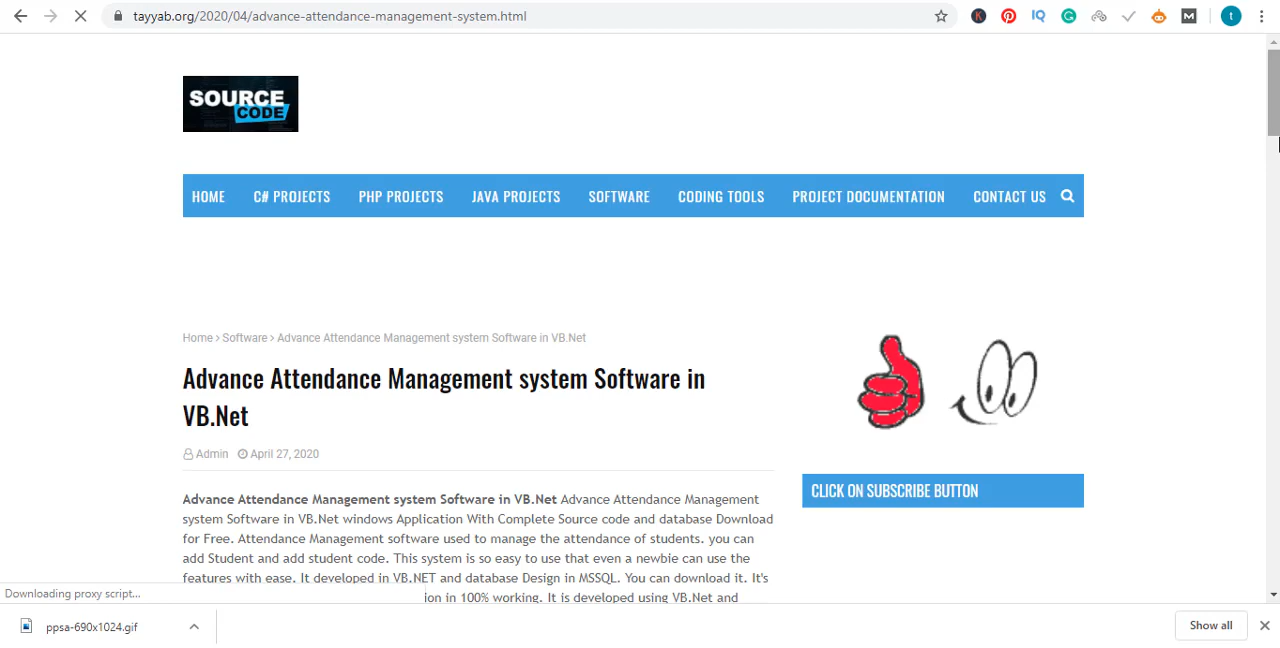 tayyab.org/2020/04/advance-attendance-management-system.html
K
IQ
G
M
t
SOURCE
CODE
HOME C# PROJECTS PHP PROJECTS JAVA PROJECTS SOFTWARE CODING TOOLS PROJECT DOCUMENTATION CONTACT US
Home › Software › Advance Attendance Management system Software in VB.Net
Advance Attendance Management system Software in
VB.Net
Admin April 27, 2020
Advance Attendance Management system Software in VB.Net Advance Attendance Management
system Software in VB.Net windows Application With Complete Source code and database Download
for Free. Attendance Management software used to manage the attendance of students. you can
add Student and add student code. This system is so easy to use that even a newbie can use the
features with ease. It developed in VB.NET and database Design in MSSQL. You can download it. It's
ion in 100% working. It is developed using VB.Net and
CLICK ON SUBSCRIBE BUTTON
Downloading proxy script...
ppsa-690x1024.gif
Show all